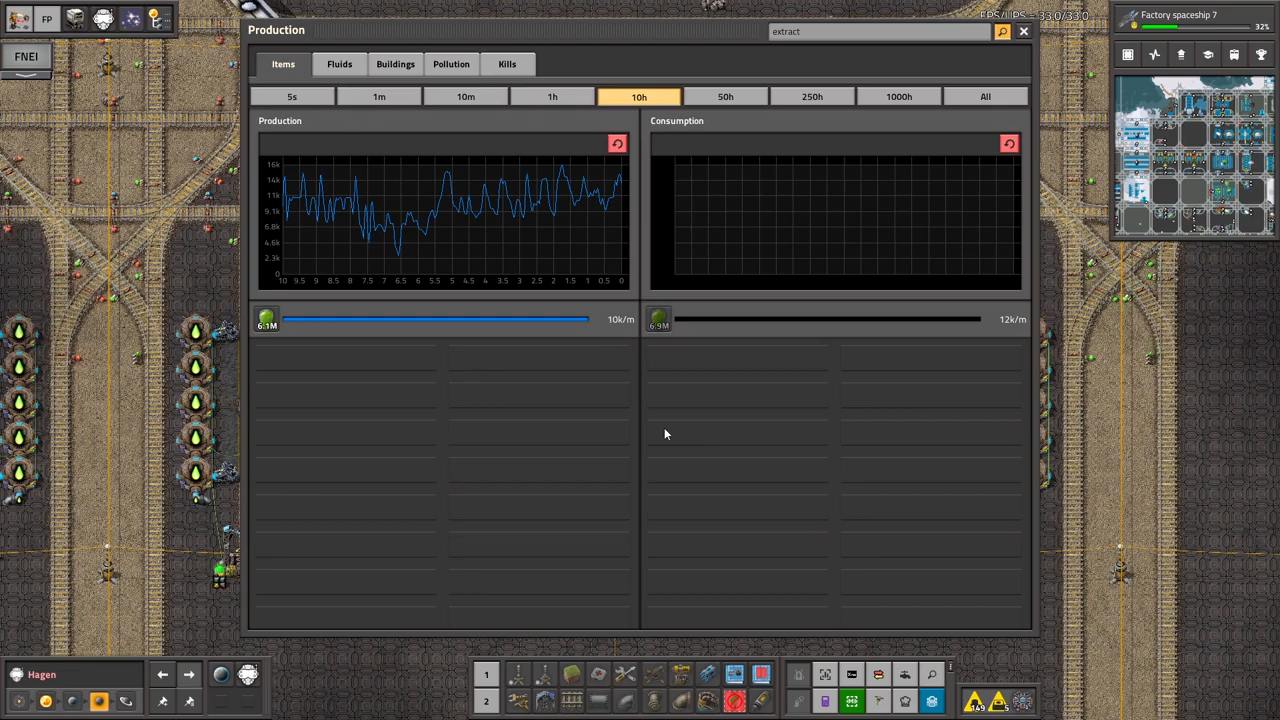 FP
FNEI
Production
FPS/UPS = 33.0/33.0
extract
Factory spaceship 7
32%
Items
Fluids
Buildings
Pollution
Kills
5s
1m
10m
1h
10h
50h
250h
1000h
All
Production
Consumption
16k
14k
11k
9.1k
6.8k
4.6k
2.3k
0
10 9.5 9 8.5 8 7.5 7 6.5 6 5.5 5 4.5 4 3.5 3 2.5 2 1.5 1 0.5 0
6.1M
10k/m
6.9M
12k/m
Hagen
1
2
149
5